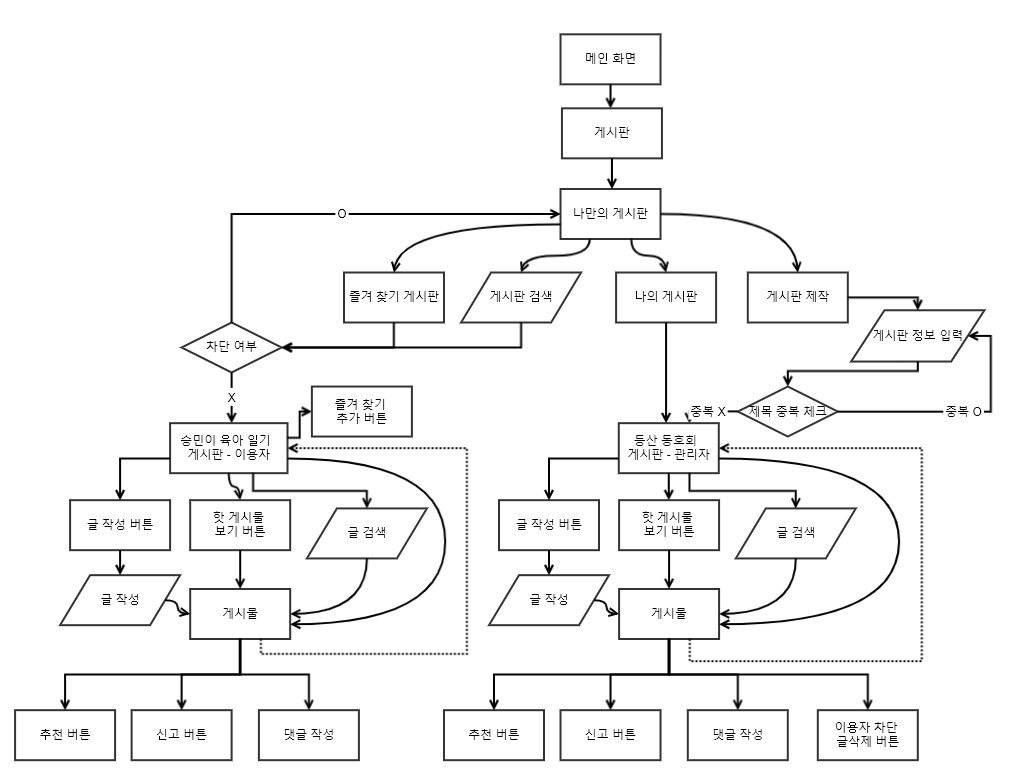 메인 화면
게시판
나만의 게시판
O
즐겨 찾기 게시판
게시판 검색
나의 게시판
게시판 제작
게시판 정보 입력
차단 여부
X
즐겨 찾기
추가 버튼
중복 X
제목 중복 체크
중복 O
승민이 육아 일기
게시판 - 이용자
등산 동호회
게시판 - 관리자
글 작성 버튼
핫 게시물
보기 버튼
글 검색
글 작성 버튼
핫 게시물
보기 버튼
글 검색
글 작성
게시물
글 작성
게시물
추천 버튼
신고 버튼
댓글 작성
추천 버튼
신고 버튼
댓글 작성
이용자 차단
글삭제 버튼